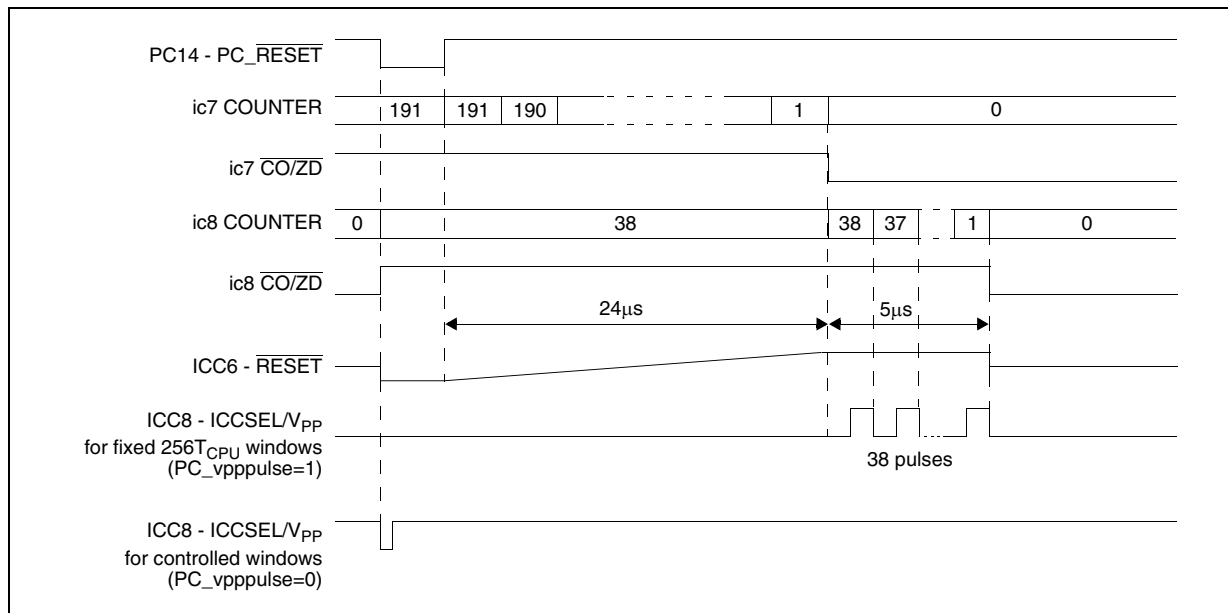 PC14 - PC_RESET
ic7 COUNTER
191 191 190 1 0
ic7 CO/ZD
ic8 COUNTER
0 38 38 37 1 0
ic8 CO/ZD
24µs 5µs
ICC6 - RESET
ICC8 - ICCSEL/VPP
for fixed 256TCPU windows
(PC_vpppulse=1)
38 pulses
ICC8 - ICCSEL/VPP
for controlled windows
(PC_vpppulse=0)